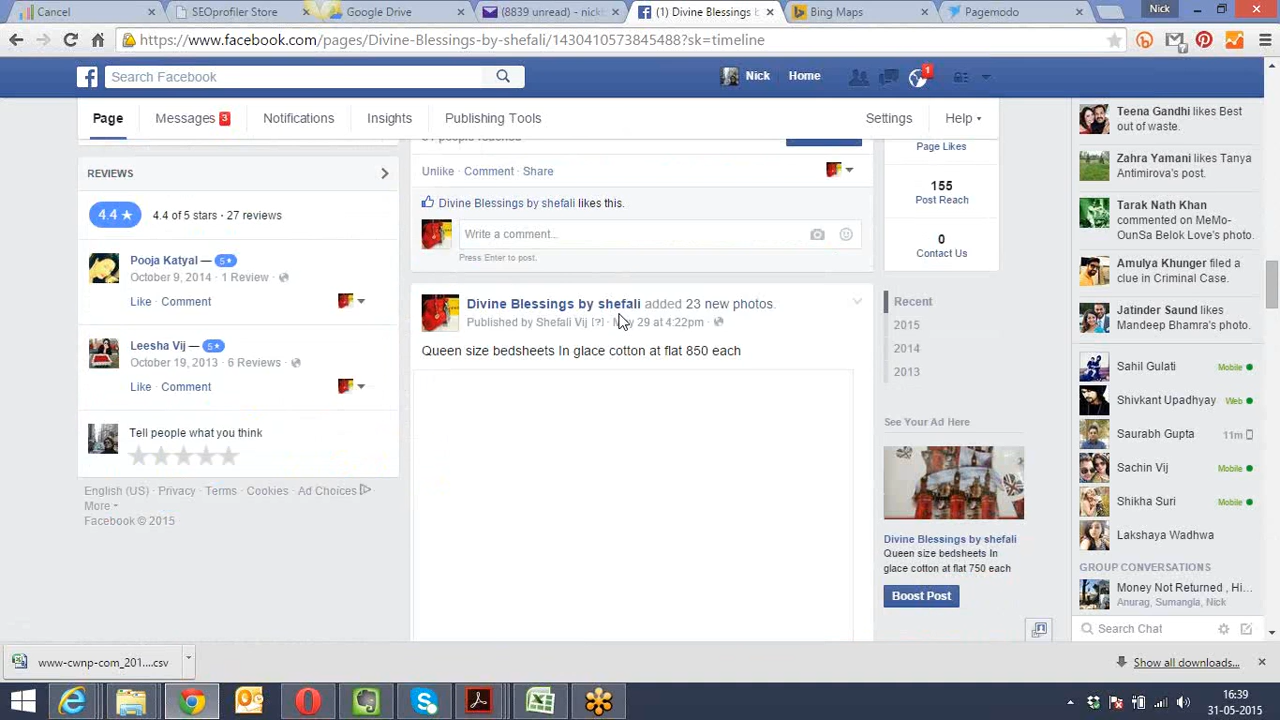 Cancel
SEOprofiler Store
Google Drive
(8839 unread) - nickt
(1) Divine Blessings b
Bing Maps
Pagemodo
Nick
https://www.facebook.com/pages/Divine-Blessings-by-shefali/1430410573845488?sk=timeline
Search Facebook
Nick
Home
1
Page
Messages 3
Notifications
Insights
Publishing Tools
Settings
Help
people reached
Unlike · Comment · Share
Divine Blessings by shefali likes this.
Write a comment...
Press Enter to post.
Divine Blessings by shefali added 23 new photos.
Published by Shefali Vij [?] · May 29 at 4:22pm ·
Queen size bedsheets In glace cotton at flat 850 each
REVIEWS
4.4 ★
4.4 of 5 stars · 27 reviews
Pooja Katyal — 5★
October 9, 2014 · 1 Review ·
Like · Comment
Leesha Vij — 5★
October 19, 2013 · 6 Reviews ·
Like · Comment
Tell people what you think
English (US) · Privacy · Terms · Cookies · Ad Choices
More
Facebook © 2015
Page Likes
155
Post Reach
0
Contact Us
Recent
2015
2014
2013
See Your Ad Here
Divine Blessings by shefali
Queen size bedsheets In
glace cotton at flat 750 each
Boost Post
Teena Gandhi likes Best
out of waste.
Zahra Yamani likes Tanya
Antimirova's post.
Tarak Nath Khan
commented on MeMo-
OunSa Belok Love's photo.
Amulya Khunger filed a
clue in Criminal Case.
Jatinder Saund likes
Mandeep Bhamra's photo.
Sahil Gulati Mobile
Shivkant Upadhyay Web
Saurabh Gupta 11m
Sachin Vij Mobile
Shikha Suri Mobile
Lakshaya Wadhwa
GROUP CONVERSATIONS
Money Not Returned , Hi...
Anurag, Sumangla, Nick
Search Chat
www-cwnp-com_201....csv
Show all downloads...
16:39
31-05-2015